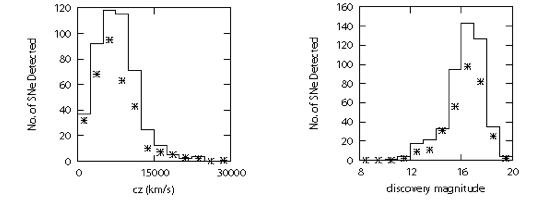 120
100
80
60
40
20
0
No. of SNe Detected
0 15000 30000
cz (km/s)
160
140
120
100
80
60
40
20
0
No. of SNe Detected
8 12 16 20
discovery magnitude